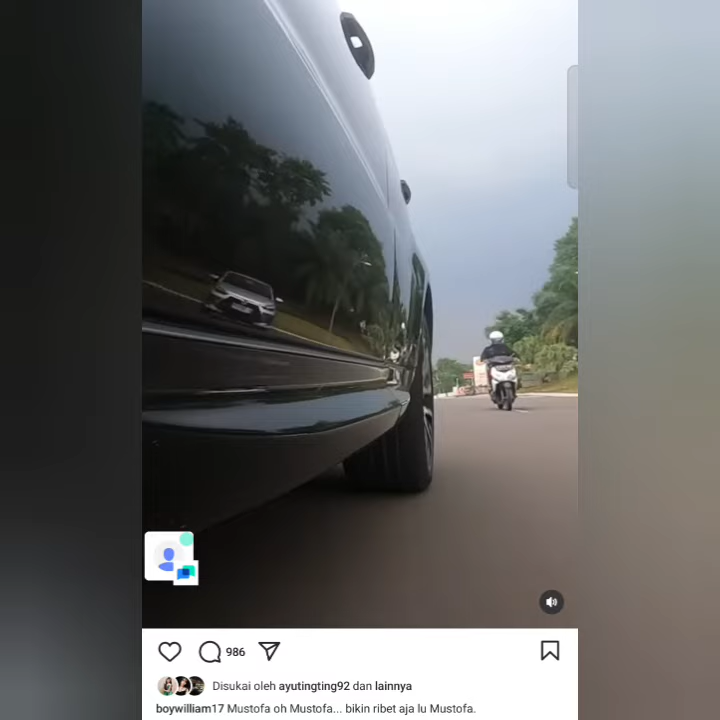 986
Disukai oleh ayutingting92 dan lainnya
boywilliam17 Mustofa oh Mustofa... bikin ribet aja lu Mustofa.